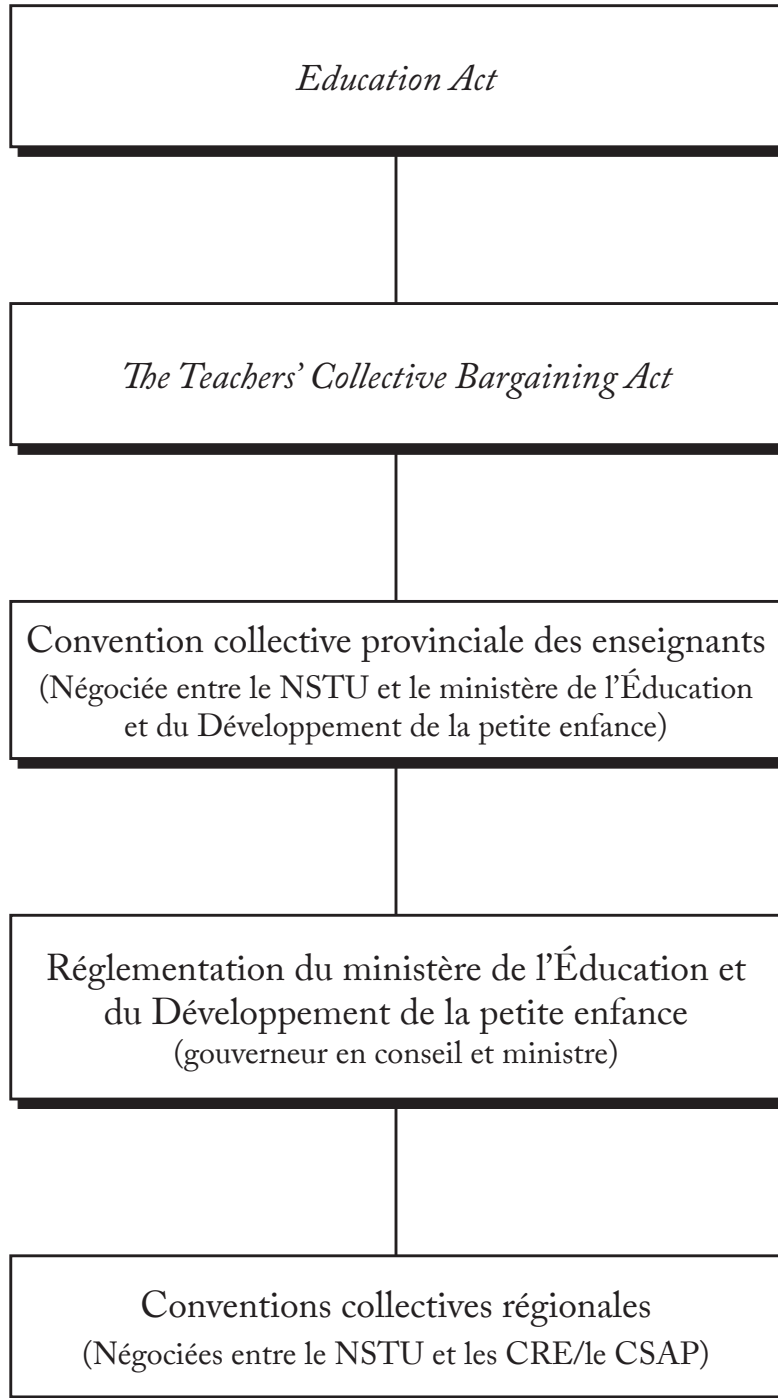 Education Act
The Teachers’ Collective Bargaining Act
Convention collective provinciale des enseignants
(Négociée entre le NSTU et le ministère de l’Éducation
et du Développement de la petite enfance)
Réglementation du ministère de l’Éducation et
du Développement de la petite enfance
(gouverneur en conseil et ministre)
Conventions collectives régionales
(Négociées entre le NSTU et les CRE/le CSAP)